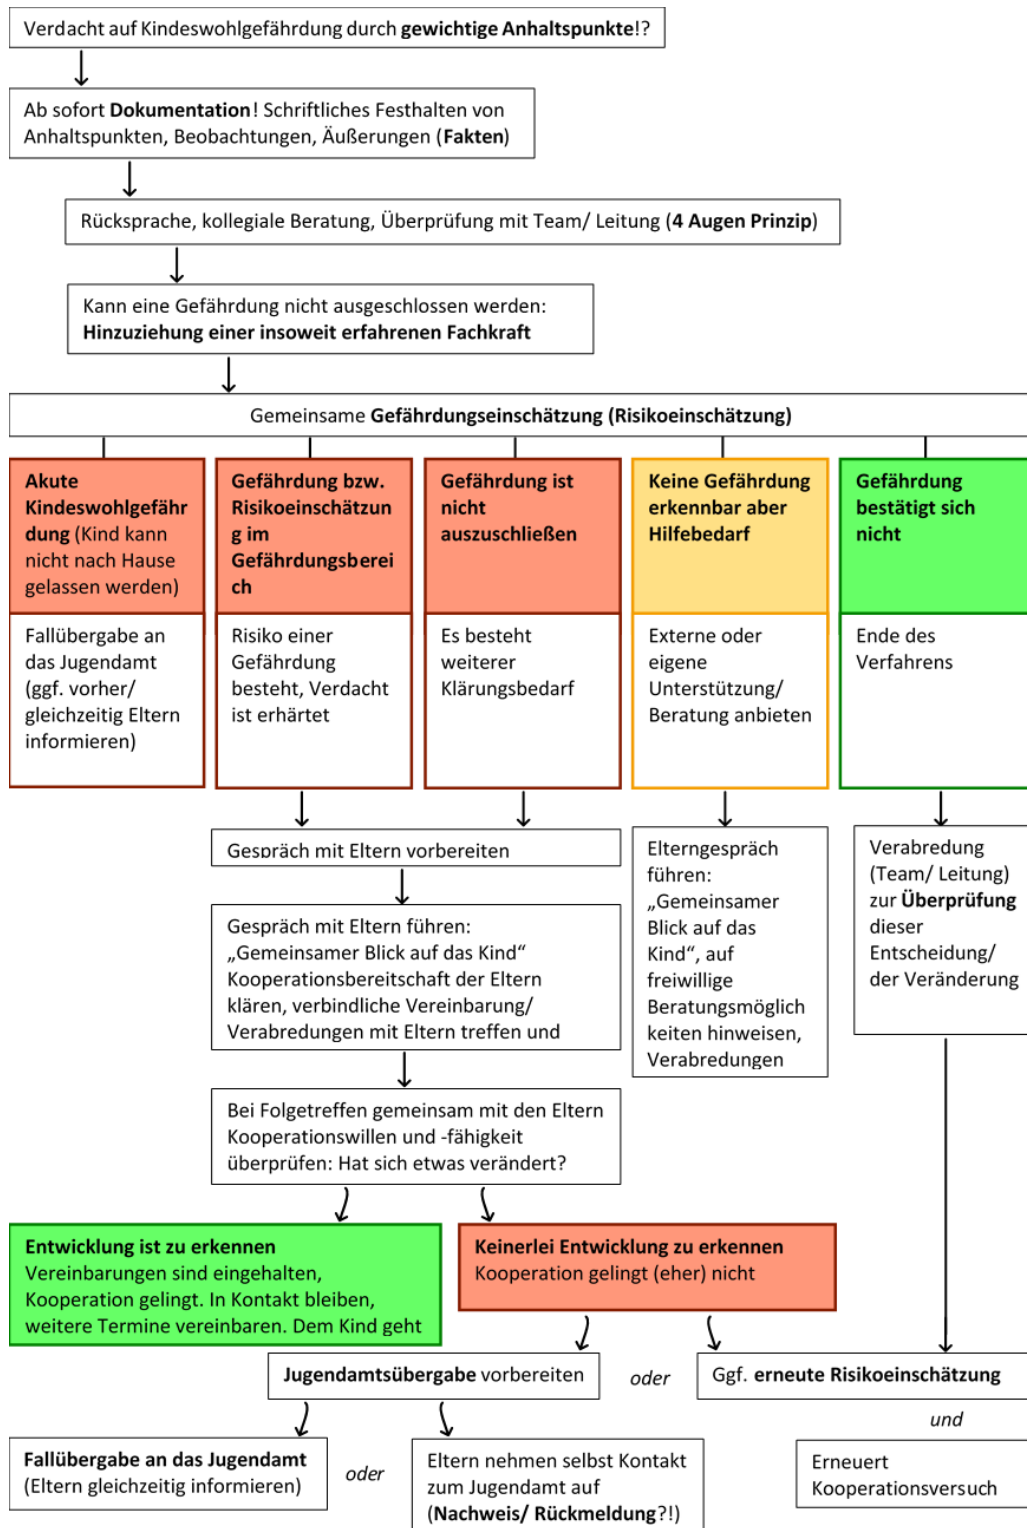 Verdacht auf Kindeswohlgefährdung durch gewichtige Anhaltspunkte!?
Ab sofort Dokumentation! Schriftliches Festhalten von
Anhaltspunkten, Beobachtungen, Äußerungen (Fakten)
Rücksprache, kollegiale Beratung, Überprüfung mit Team/ Leitung (4 Augen Prinzip)
Kann eine Gefährdung nicht ausgeschlossen werden:
Hinzuziehung einer insoweit erfahrenen Fachkraft
Gemeinsame Gefährdungseinschätzung (Risikoeinschätzung)
Akute
Kindeswohlgefähr
dung (Kind kann
nicht nach Hause
gelassen werden)
Fallübergabe an
das Jugendamt
(ggf. vorher/
gleichzeitig Eltern
informieren)
Gefährdung bzw.
Risikoeinschätzun
g im
Gefährdungsberei
ch
Risiko einer
Gefährdung
besteht, Verdacht
ist erhärtet
Gefährdung ist
nicht
auszuschließen
Es besteht
weiterer
Klärungsbedarf
Keine Gefährdung
erkennbar aber
Hilfebedarf
Externe oder
eigene
Unterstützung/
Beratung anbieten
Gefährdung
bestätigt sich
nicht
Ende des
Verfahrens
Gespräch mit Eltern vorbereiten
Gespräch mit Eltern führen:
„Gemeinsamer Blick auf das Kind“
Kooperationsbereitschaft der Eltern
klären, verbindliche Vereinbarung/
Verabredungen mit Eltern treffen und
Elterngespräch
führen:
„Gemeinsamer
Blick auf das
Kind“, auf
freiwillige
Beratungsmöglich
keiten hinweisen,
Verabredungen
Verabredung
(Team/ Leitung)
zur Überprüfung
dieser
Entscheidung/
der Veränderung
Bei Folgetreffen gemeinsam mit den Eltern
Kooperationswillen und -fähigkeit
überprüfen: Hat sich etwas verändert?
Entwicklung ist zu erkennen
Vereinbarungen sind eingehalten,
Kooperation gelingt. In Kontakt bleiben,
weitere Termine vereinbaren. Dem Kind geht
Keinerlei Entwicklung zu erkennen
Kooperation gelingt (eher) nicht
Jugendamtsübergabe vorbereiten
oder
Ggf. erneute Risikoeinschätzung
und
Fallübergabe an das Jugendamt
(Eltern gleichzeitig informieren)
oder
Eltern nehmen selbst Kontakt
zum Jugendamt auf
(Nachweis/ Rückmeldung?!)
Erneuert
Kooperationsversuch